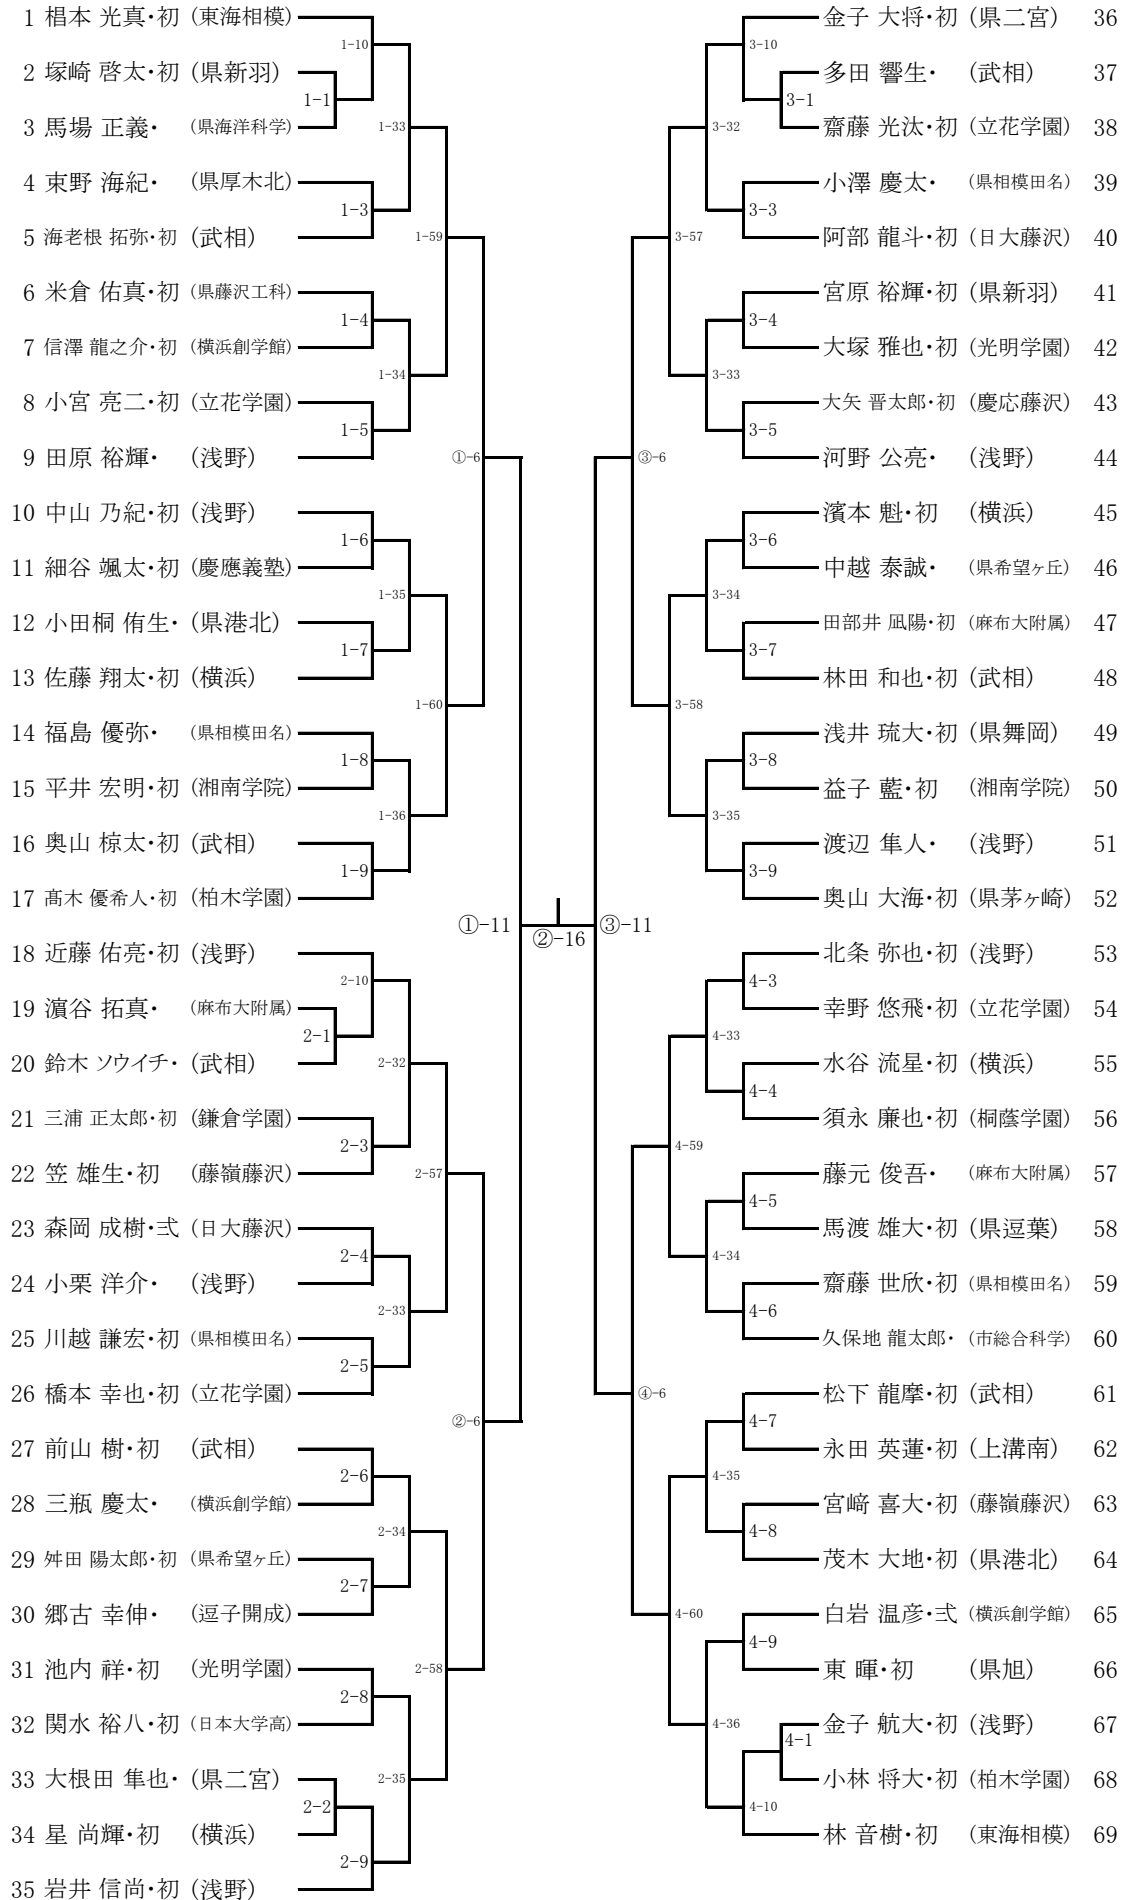 1 椙本 光真・初 (東海相模)
1-10
2 塚崎 啓太・初 (県新羽)
1-1
3 馬場 正義・ (県海洋科学)
1-33
4 束野 海紀・ (県厚木北)
1-3
5 海老根 拓弥・初 (武相)
1-59
6 米倉 佑真・初 (県藤沢工科)
1-4
7 信澤 龍之介・初 (横浜創学館)
1-34
8 小宮 亮二・初 (立花学園)
1-5
9 田原 裕輝・ (浅野)
①-6
10 中山 乃紀・初 (浅野)
1-6
11 細谷 颯太・初 (慶應義塾)
1-35
12 小田桐 侑生・ (県港北)
1-7
13 佐藤 翔太・初 (横浜)
1-60
14 福島 優弥・ (県相模田名)
1-8
15 平井 宏明・初 (湘南学院)
1-36
16 奥山 椋太・初 (武相)
1-9
17 髙木 優希人・初 (柏木学園)
①-11
18 近藤 佑亮・初 (浅野)
2-10
19 濵谷 拓真・ (麻布大附属)
2-1
20 鈴木 ソウイチ・ (武相)
2-32
21 三浦 正太郎・初 (鎌倉学園)
2-3
22 笠 雄生・初 (藤嶺藤沢)
2-57
23 森岡 成樹・弍 (日大藤沢)
2-4
24 小栗 洋介・ (浅野)
2-33
25 川越 謙宏・初 (県相模田名)
2-5
26 橋本 幸也・初 (立花学園)
②-6
27 前山 樹・初 (武相)
2-6
28 三瓶 慶太・ (横浜創学館)
2-34
29 舛田 陽太郎・初 (県希望ヶ丘)
2-7
30 郷古 幸伸・ (逗子開成)
2-58
31 池内 祥・初 (光明学園)
2-8
32 関水 裕八・初 (日本大学高)
2-35
33 大根田 隼也・ (県二宮)
2-2
34 星 尚輝・初 (横浜)
2-9
35 岩井 信尚・初 (浅野)
②-16
金子 大将・初 (県二宮) 36
3-10
多田 響生・ (武相) 37
3-1
齋藤 光汰・初 (立花学園) 38
3-32
小澤 慶太・ (県相模田名) 39
3-3
阿部 龍斗・初 (日大藤沢) 40
3-57
宮原 裕輝・初 (県新羽) 41
3-4
大塚 雅也・初 (光明学園) 42
3-33
大矢 晋太郎・初 (慶応藤沢) 43
3-5
河野 公亮・ (浅野) 44
③-6
濱本 魁・初 (横浜) 45
3-6
中越 泰誠・ (県希望ヶ丘) 46
3-34
田部井 凪陽・初 (麻布大附属) 47
3-7
林田 和也・初 (武相) 48
3-58
浅井 琉大・初 (県舞岡) 49
3-8
益子 藍・初 (湘南学院) 50
3-35
渡辺 隼人・ (浅野) 51
3-9
奥山 大海・初 (県茅ヶ崎) 52
③-11
北条 弥也・初 (浅野) 53
4-3
幸野 悠飛・初 (立花学園) 54
4-33
水谷 流星・初 (横浜) 55
4-4
須永 廉也・初 (桐蔭学園) 56
4-59
藤元 俊吾・ (麻布大附属) 57
4-5
馬渡 雄大・初 (県逗葉) 58
4-34
齋藤 世欣・初 (県相模田名) 59
4-6
久保地 龍太郎・ (市総合科学) 60
④-6
松下 龍摩・初 (武相) 61
4-7
永田 英蓮・初 (上溝南) 62
4-35
宮﨑 喜大・初 (藤嶺藤沢) 63
4-8
茂木 大地・初 (県港北) 64
4-60
白岩 温彦・弍 (横浜創学館) 65
4-9
東 暉・初 (県旭) 66
4-36
金子 航大・初 (浅野) 67
4-1
小林 将大・初 (柏木学園) 68
4-10
林 音樹・初 (東海相模) 69